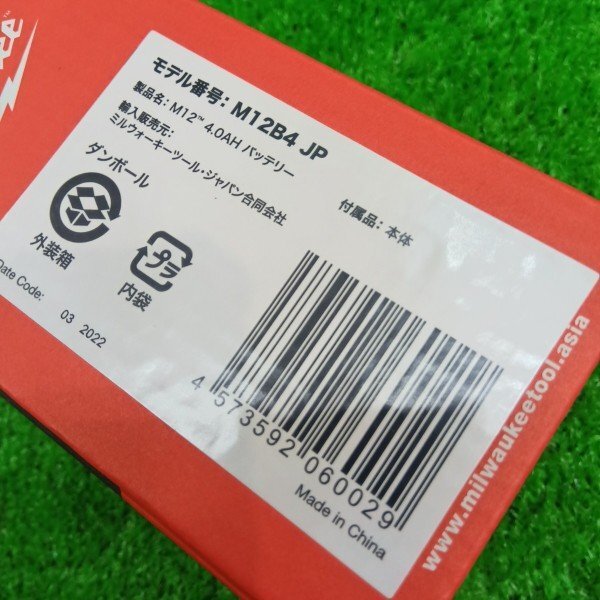 モデル番号: M12B4 JP
製品名: M12™ 4.0AH バッテリー
輸入販売元:
ミルウォーキーツール・ジャパン合同会社
付属品: 本体
ダンボール
外装箱
プラ
内袋
Date Code:
03 2022
4 573592 060029
Made in China
www.milwaukeetool.asia